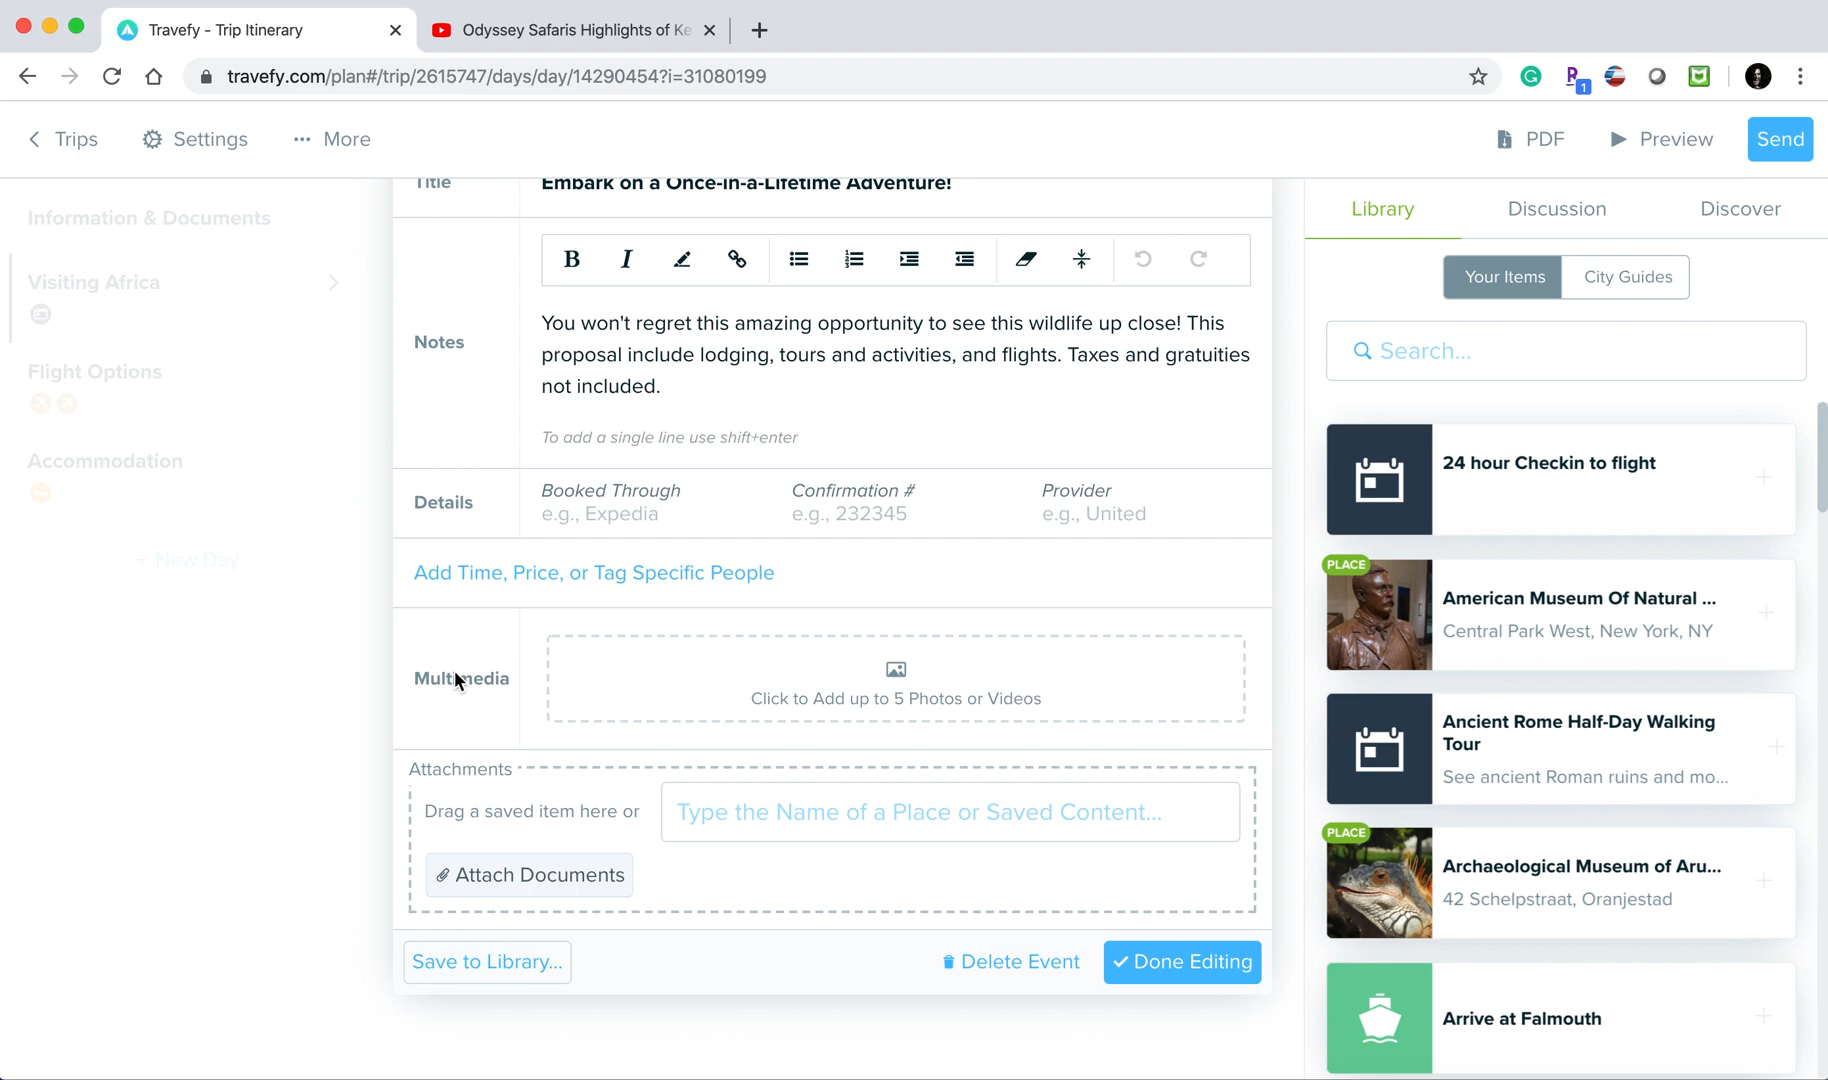 Travefy - Trip Itinerary
Odyssey Safaris Highlights of Ke
travefy.com/plan#/trip/2615747/days/day/14290454?i=31080199
1
Trips
Settings
More
PDF
Preview
Send
Information & Documents
Visiting Africa
Flight Options
Accommodation
+ New Day
Title
Embark on a Once-in-a-Lifetime Adventure!
B I
Notes
You won't regret this amazing opportunity to see this wildlife up close! This
proposal include lodging, tours and activities, and flights. Taxes and gratuities
not included.
To add a single line use shift+enter
Details
Booked Through
e.g., Expedia
Confirmation #
e.g., 232345
Provider
e.g., United
Add Time, Price, or Tag Specific People
Multimedia
Click to Add up to 5 Photos or Videos
Attachments
Drag a saved item here or
Type the Name of a Place or Saved Content...
Attach Documents
Save to Library...
Delete Event
Done Editing
Library
Discussion
Discover
Your Items
City Guides
Search...
24 hour Checkin to flight
PLACE
American Museum Of Natural ...
Central Park West, New York, NY
Ancient Rome Half-Day Walking
Tour
See ancient Roman ruins and mo...
PLACE
Archaeological Museum of Aru...
42 Schelpstraat, Oranjestad
Arrive at Falmouth